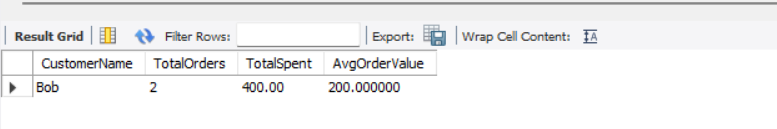 Result Grid Filter Rows: Export: Wrap Cell Content:
CustomerName TotalOrders TotalSpent AvgOrderValue
Bob 2 400.00 200.000000